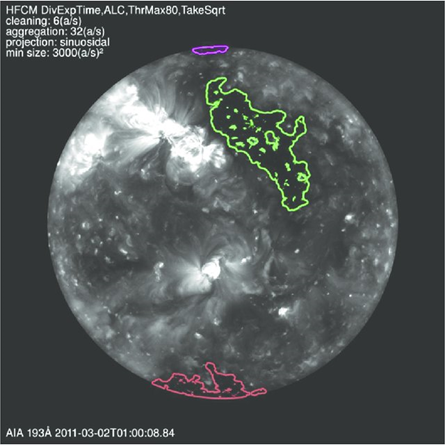 HFCM DivExpTime,ALC,ThrMax80,TakeSqrt
cleaning: 6(a/s)
aggregation: 32(a/s)
projection: sinuosidal
min size: 3000(a/s)²
AIA 193Å 2011-03-02T01:00:08.84